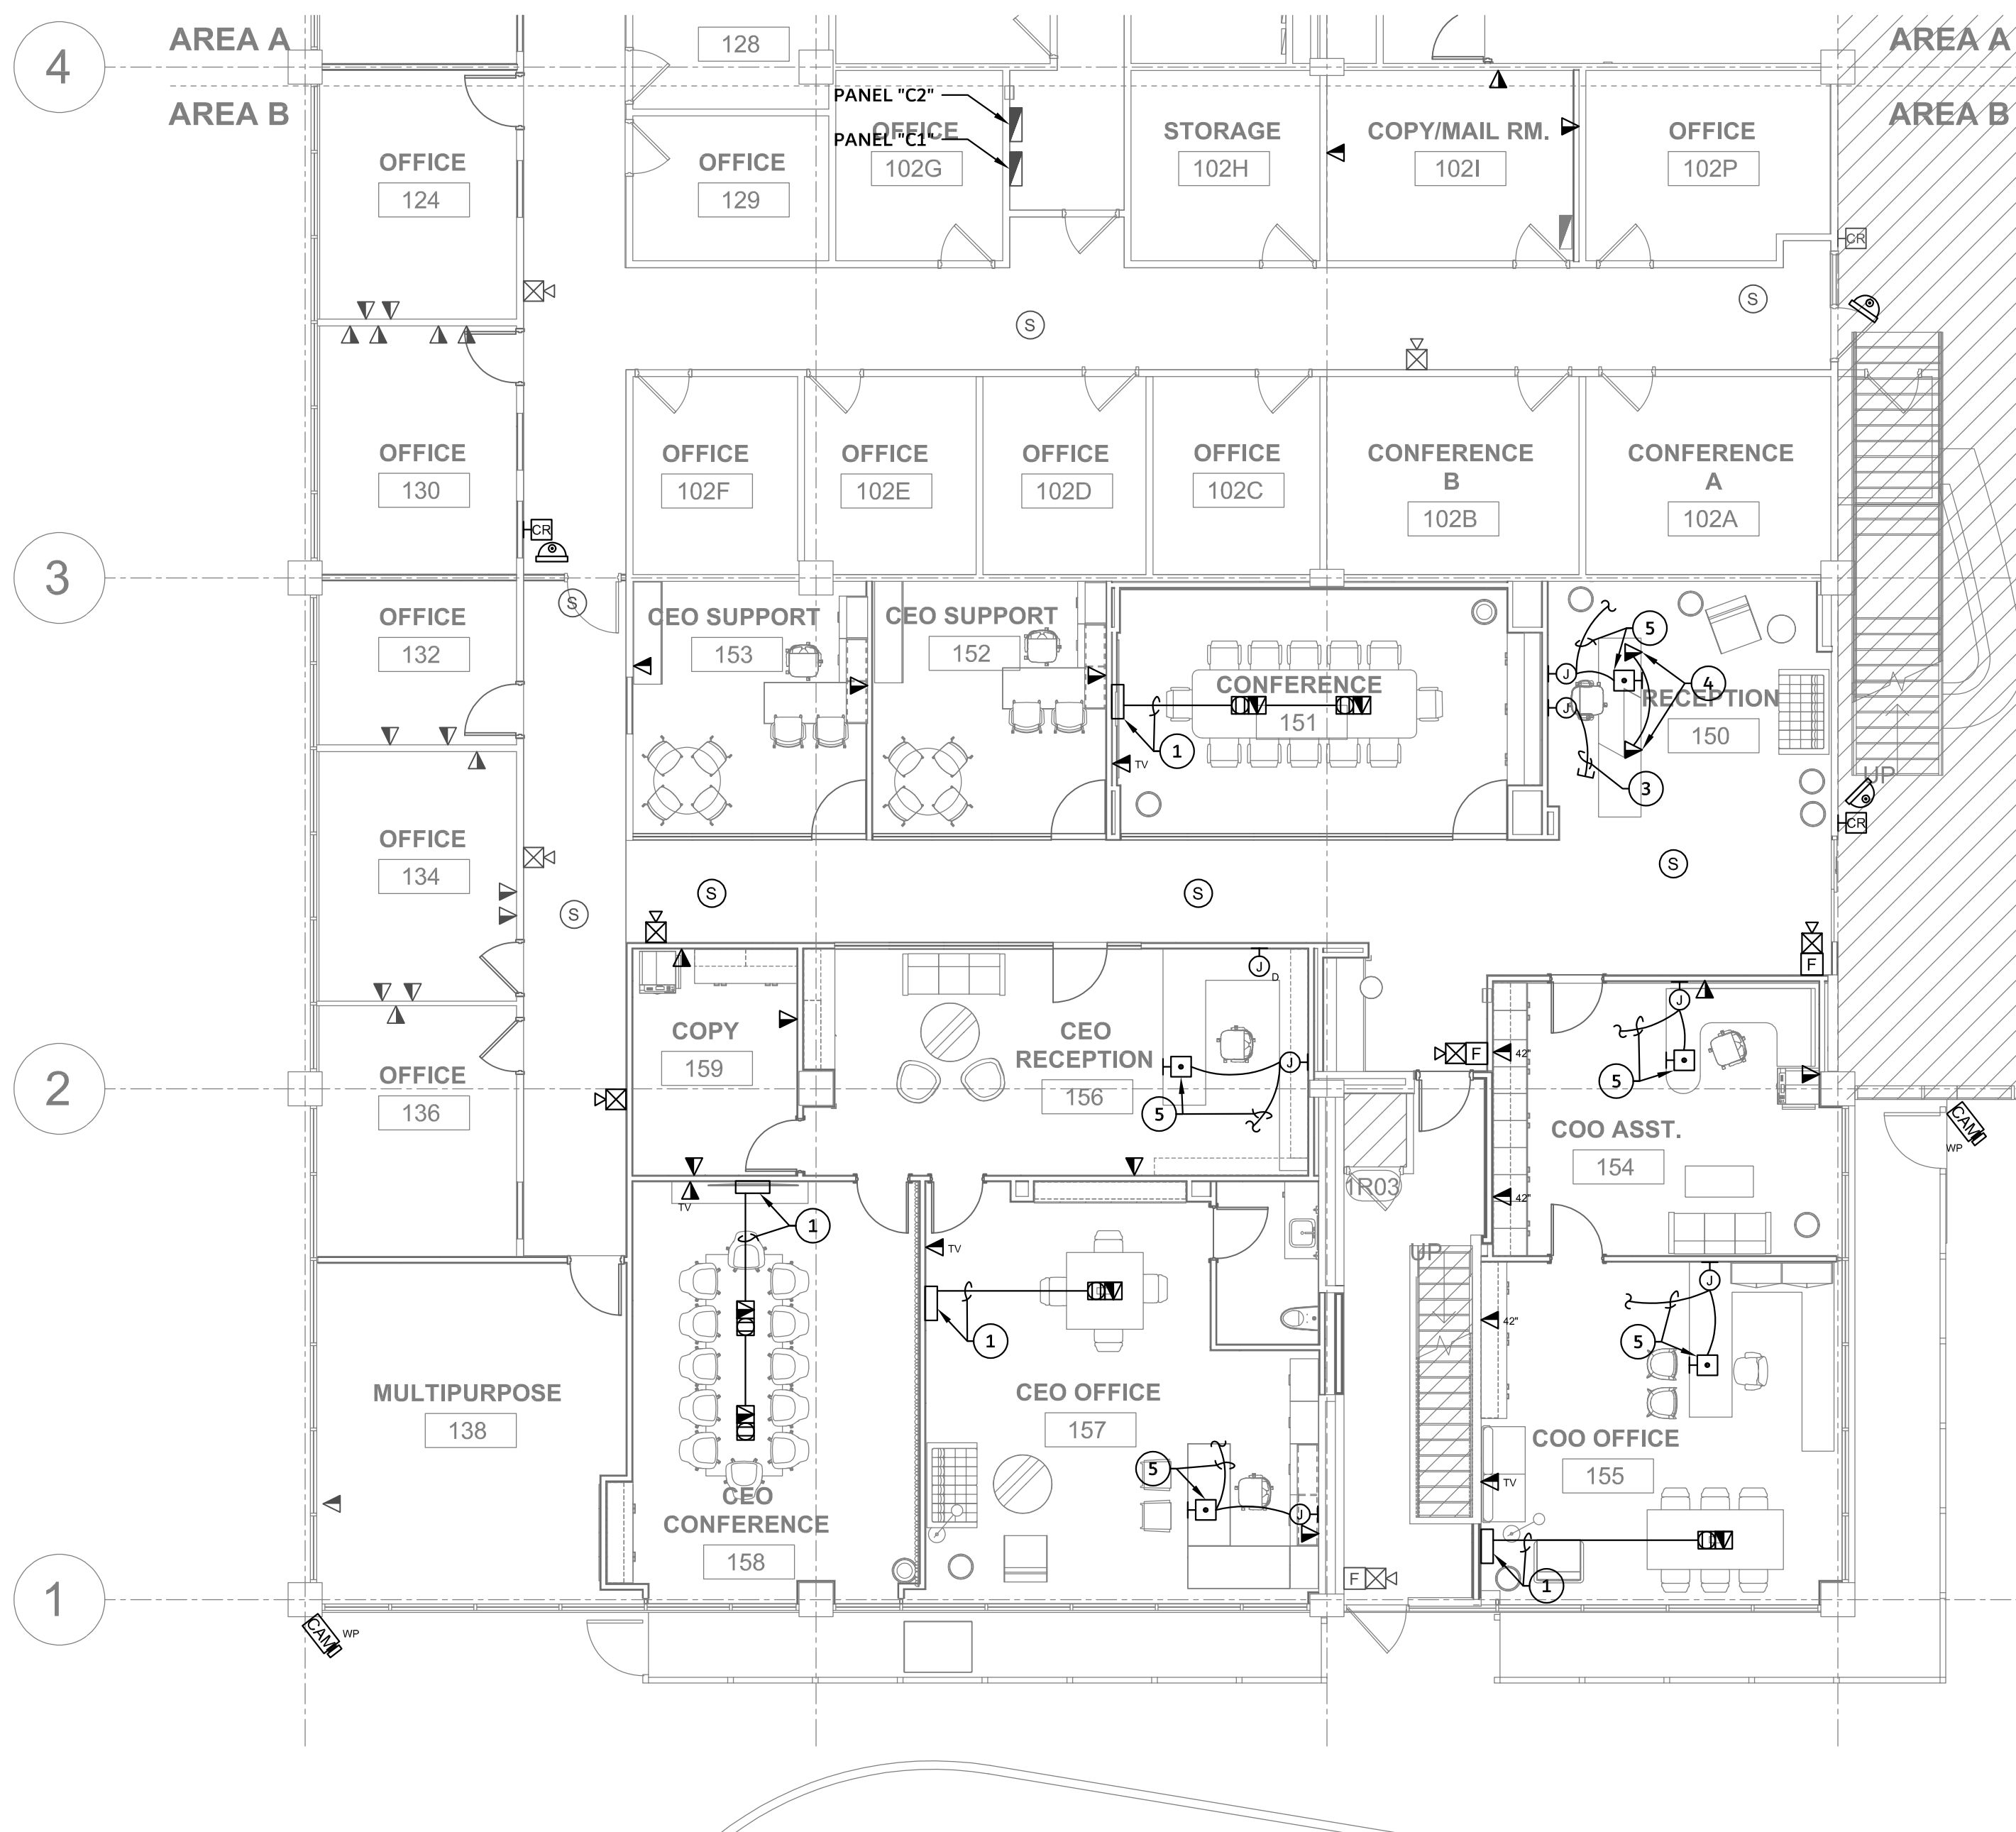 4
AREA A
AREA A
AREA B
AREA B
128
PANEL "C2"
PANEL "C1"
OFFICE
124
OFFICE
129
OFFICE
102G
STORAGE
102H
COPY/MAIL RM.
102I
OFFICE
102P
CR
S
S
OFFICE
130
OFFICE
102F
OFFICE
102E
OFFICE
102D
OFFICE
102C
CONFERENCE
B
102B
CONFERENCE
A
102A
CR
3
S
OFFICE
132
CEO SUPPORT
153
CEO SUPPORT
152
CONFERENCE
151
1
TV
J
J
5
4
3
RECEPTION
150
UP
CR
OFFICE
134
S
S
S
S
F
J
D
COPY
159
CEO
RECEPTION
156
J
5
F
42"
J
5
2
OFFICE
136
COO ASST.
154
42"
CAM
WP
1R03
TV
1
TV
1
UP
42"
J
5
MULTIPURPOSE
138
CEO OFFICE
157
COO OFFICE
155
5
J
TV
CEO
CONFERENCE
158
F
1
1
CAM
WP